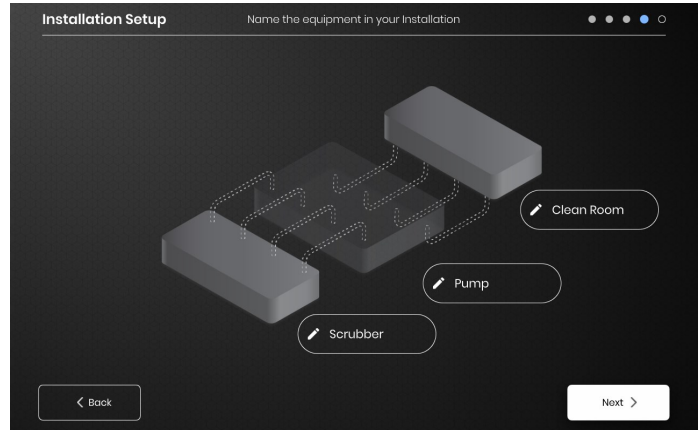 Installation Setup
Name the equipment in your Installation
Clean Room
Pump
Scrubber
Back
Next